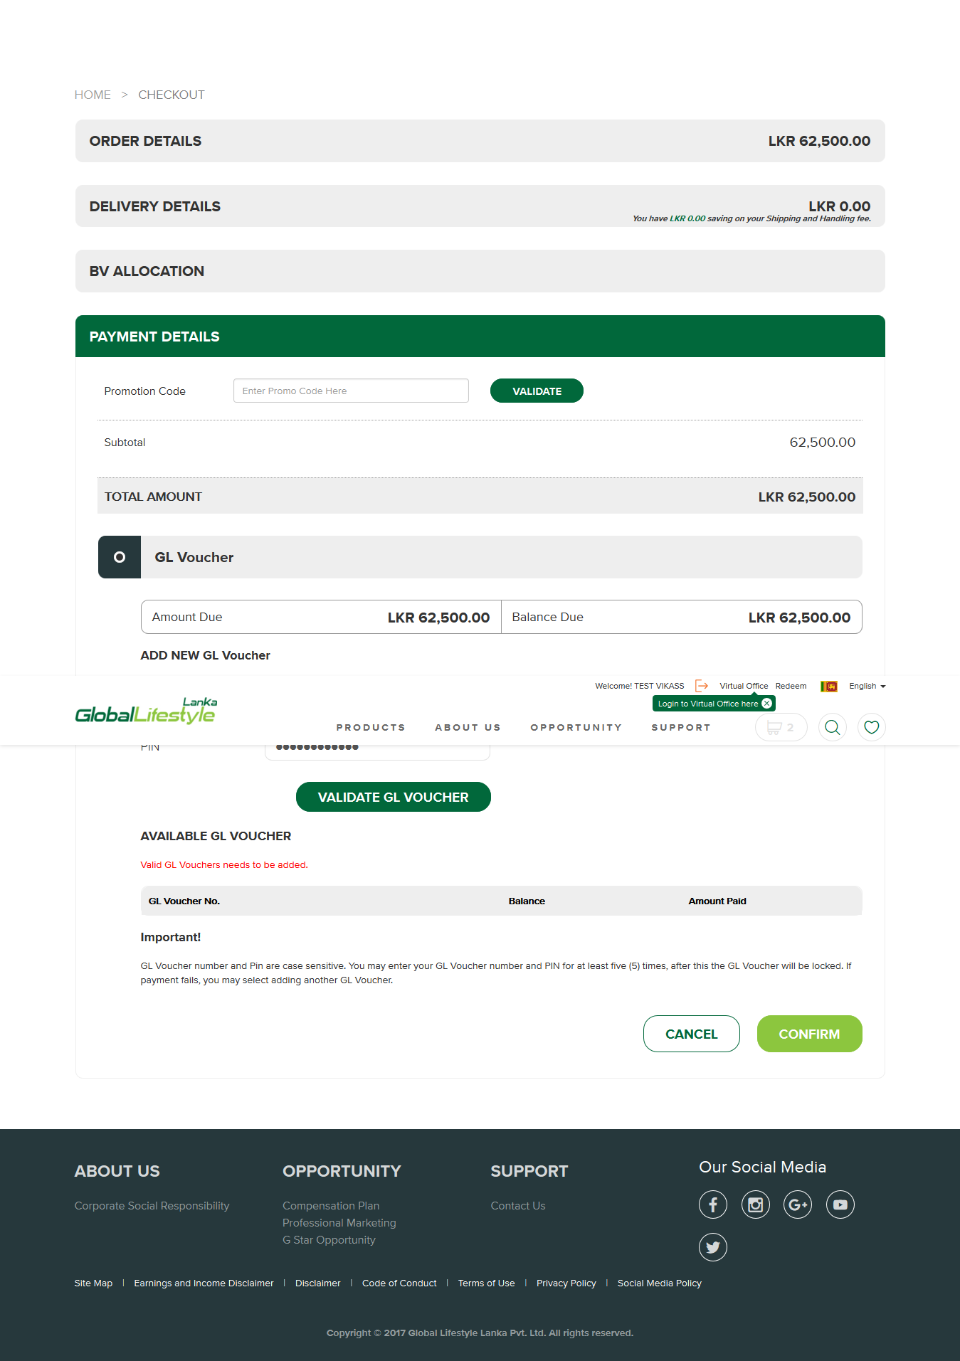 HOME > CHECKOUT
ORDER DETAILS LKR 62,500.00
DELIVERY DETAILS LKR 0.00
You have LKR 0.00 saving on your Shipping and Handling fee.
BV ALLOCATION
PAYMENT DETAILS
Promotion Code Enter Promo Code Here VALIDATE
Subtotal 62,500.00
TOTAL AMOUNT LKR 62,500.00
GL Voucher
Amount Due LKR 62,500.00 Balance Due LKR 62,500.00
ADD NEW GL Voucher
Welcome! TEST VIKASS Virtual Office Redeem English
Login to Virtual Office here
Lanka
GlobalLifestyle
PRODUCTS ABOUT US OPPORTUNITY SUPPORT 2
PIN
VALIDATE GL VOUCHER
AVAILABLE GL VOUCHER
Valid GL Vouchers needs to be added.
GL Voucher No. Balance Amount Paid
Important!
GL Voucher number and Pin are case sensitive. You may enter your GL Voucher number and PIN for at least five (5) times, after this the GL Voucher will be locked. If
payment fails, you may select adding another GL Voucher.
CANCEL CONFIRM
ABOUT US OPPORTUNITY SUPPORT Our Social Media
Corporate Social Responsibility Compensation Plan Contact Us
Professional Marketing
G Star Opportunity
Site Map | Earnings and Income Disclaimer | Disclaimer | Code of Conduct | Terms of Use | Privacy Policy | Social Media Policy
Copyright © 2017 Global Lifestyle Lanka Pvt. Ltd. All rights reserved.